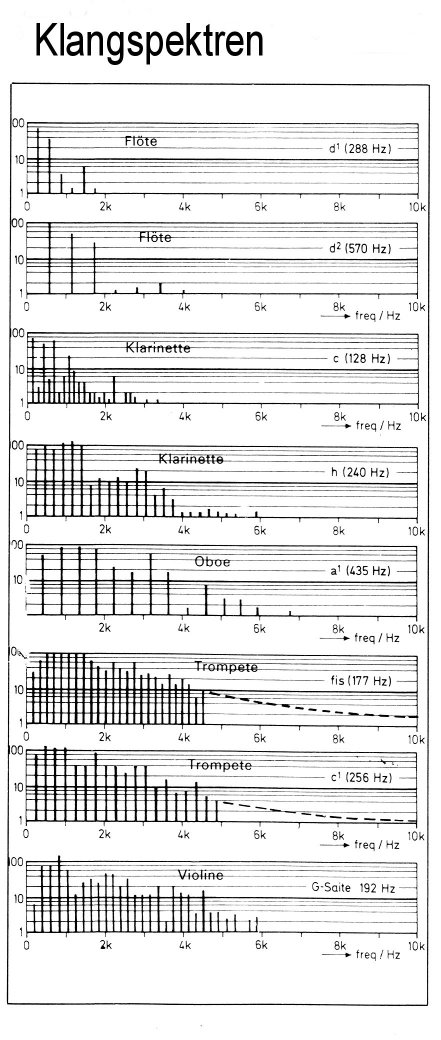 Klangspektren
00
Flöte
d¹ (288 Hz)
10
1
0 2k 4k 6k 8k 10k
00
Flöte
d² (570 Hz)
10
1
0 2k 4k 6k 8k 10k
freq / Hz
00
Klarinette
c (128 Hz)
10
1
0 2k 4k 6k 8k 10k
freq / Hz
100
Klarinette
h (240 Hz)
10
1
0 2k 4k 6k 8k 10k
00
Oboe
a¹ (435 Hz)
10
0 2k 4k 6k 8k 10k
freq / Hz
Trompete
fis (177 Hz)
10
1
0 2k 4k 6k 8k 10k
100
Trompete
c¹ (256 Hz)
10
1
0 2k 4k 6k 8k 10k
freq / Hz
100
Violine
G-Saite 192 Hz
10
1
0 2k 4k 6k 8k 10k
freq / Hz